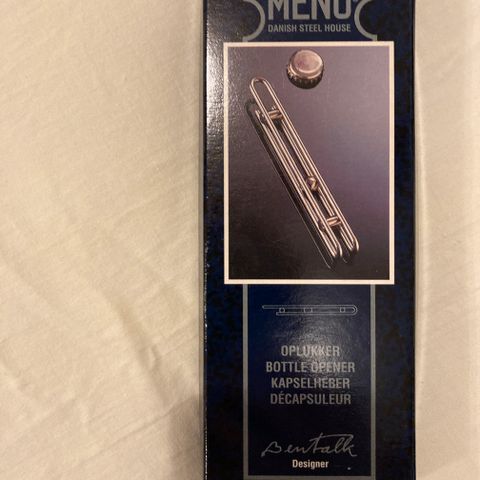 MENU
DANISH STEEL HOUSE
OPLUKKER
BOTTLE OPENER
KAPSELHEBER
DÉCAPSULEUR
Designer